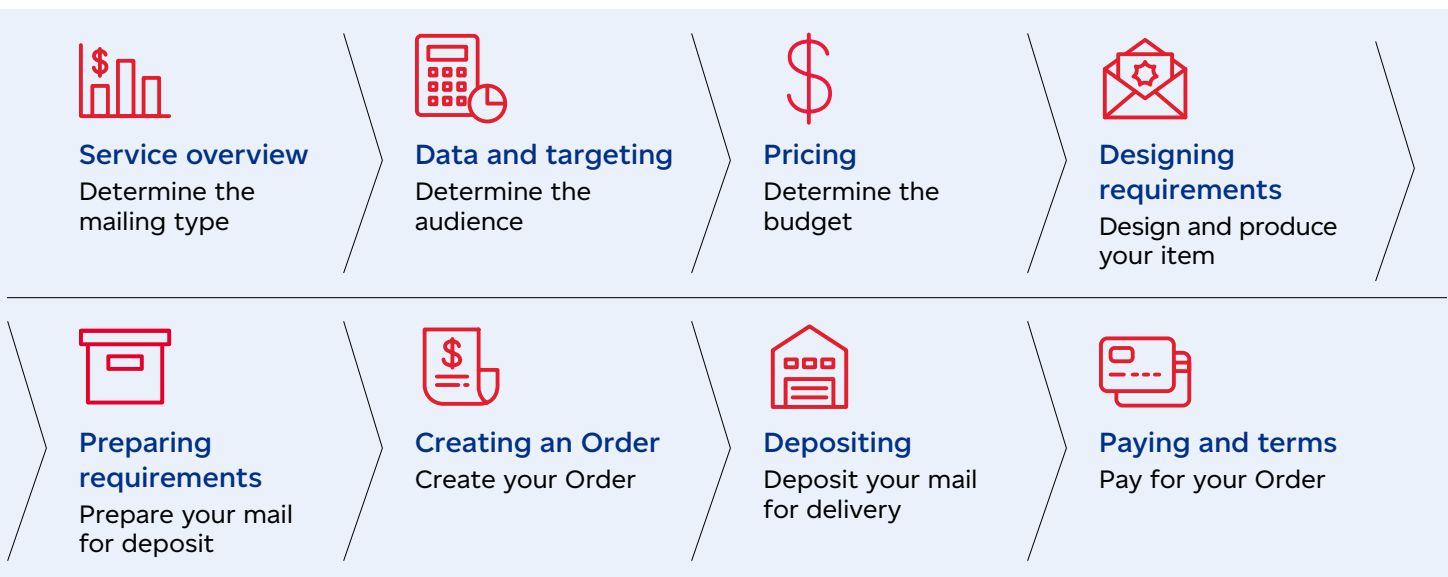 $
Service overview
Determine the
mailing type
Data and targeting
Determine the
audience
$
Pricing
Determine the
budget
Designing
requirements
Design and produce
your item
Preparing
requirements
Prepare your mail
for deposit
$
Creating an Order
Create your Order
Depositing
Deposit your mail
for delivery
Paying and terms
Pay for your Order